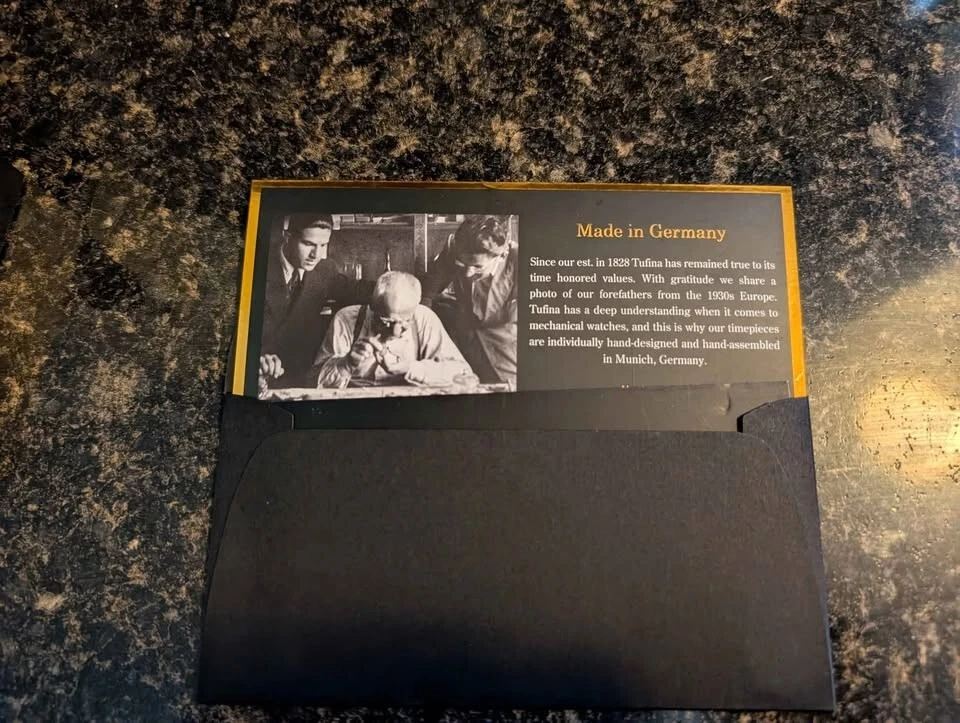 Made in Germany
Since our est. in 1828 Tufina has remained true to its
time honored values. With gratitude we share a
photo of our forefathers from the 1930s Europe.
Tufina has a deep understanding when it comes to
mechanical watches, and this is why our timepieces
are individually hand-designed and hand-assembled
in Munich, Germany.